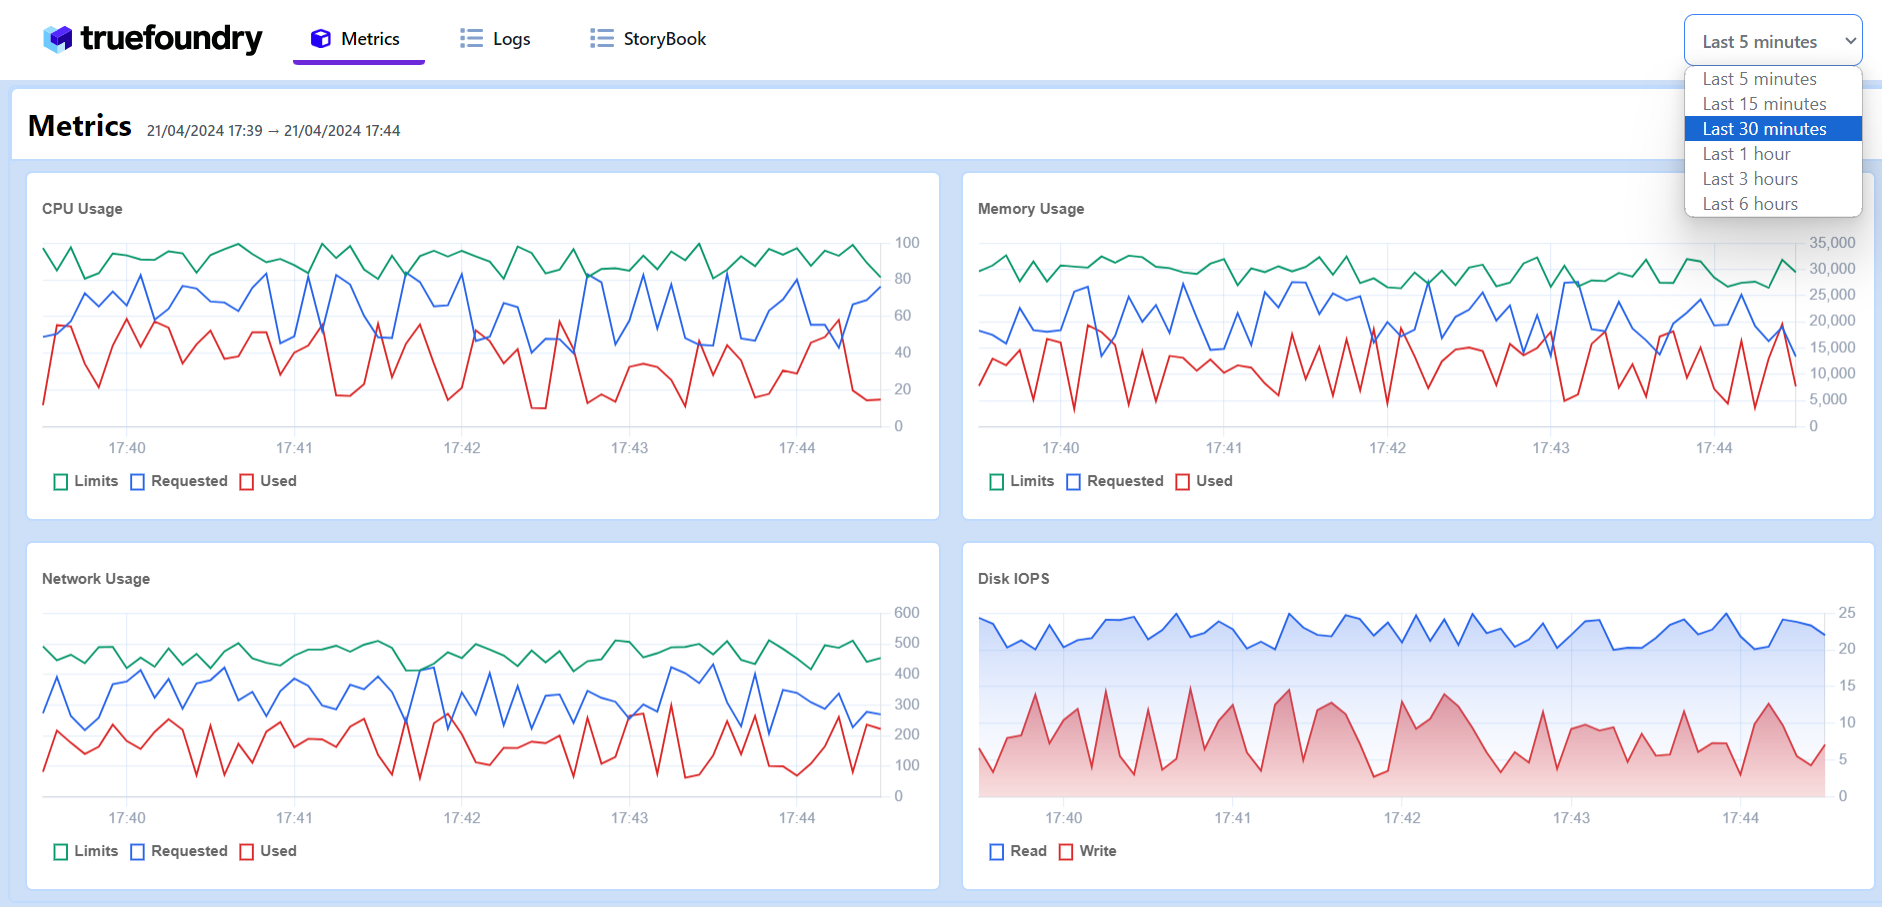 truefoundry Metrics Logs StoryBook Last 5 minutes
Last 5 minutes
Last 15 minutes
Last 30 minutes
Last 1 hour
Last 3 hours
Last 6 hours
Metrics 21/04/2024 17:39 → 21/04/2024 17:44
CPU Usage
100
80
60
40
20
0
17:40 17:41 17:42 17:43 17:44
Limits Requested Used
Memory Usage
35,000
30,000
25,000
20,000
15,000
10,000
5,000
0
17:40 17:41 17:42 17:43 17:44
Limits Requested Used
Network Usage
600
500
400
300
200
100
0
17:40 17:41 17:42 17:43 17:44
Limits Requested Used
Disk IOPS
25
20
15
10
5
0
17:40 17:41 17:42 17:43 17:44
Read Write